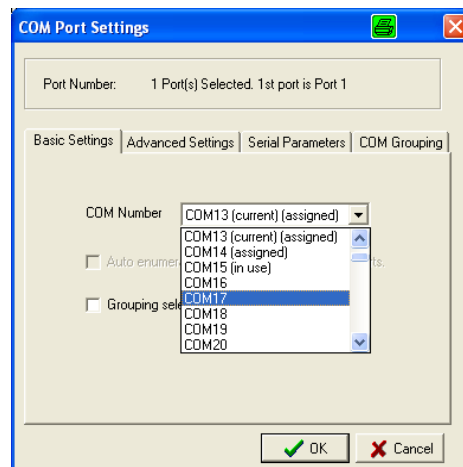 COM Port Settings
Port Number: 1 Port(s) Selected. 1st port is Port 1
Basic Settings Advanced Settings Serial Parameters COM Grouping
COM Number COM13 (current) (assigned)
COM13 (current) (assigned)
COM14 (assigned)
Auto enumer COM15 (in use) ts.
COM16
COM17
Grouping sele COM18
COM19
COM20
OK Cancel